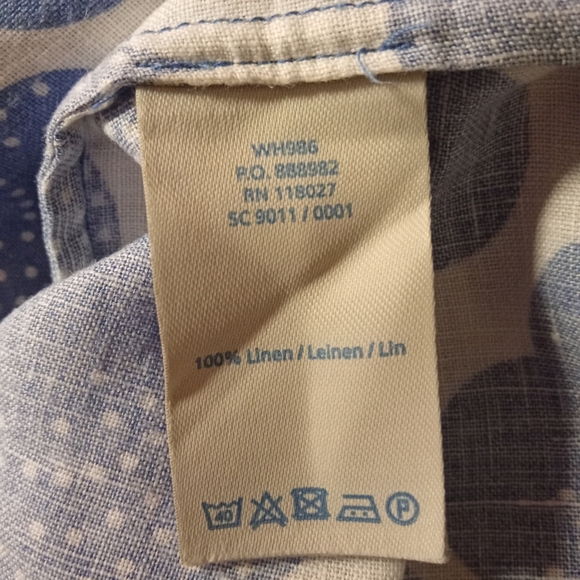 WH986
P.O. 888982
RN 118027
SC 9011 / 0001
100% Linen / Leinen / Lin
40 P